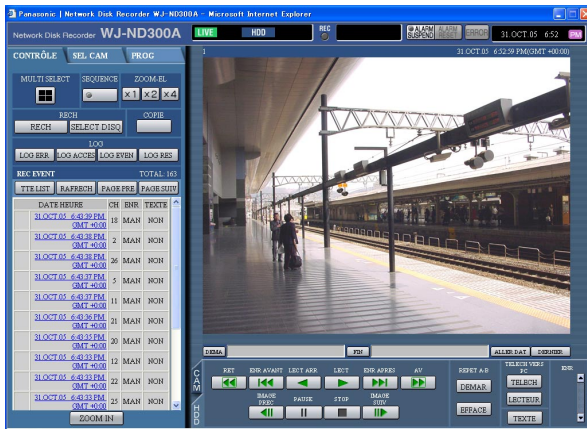 Panasonic | Network Disk Recorder WJ-ND300A - Microsoft Internet Explorer
Network Disk Recorder WJ-ND300A
LIVE HDD REC ALARM SUSPEND ALARM RESET ERROR 31.OCT.05 6:52 PM
CONTRÔLE SEL CAM PROG
1 31.OCT.05 6:52:59 PM(GMT +00:00)
MULTI SELECT SEQUENCE ZOOM-EL
x1 x2 x4
RECH COPIE
RECH SELECT DISQ
LOG
LOG ERR. LOG ACCES LOG EVEN LOG RES
REC EVENT TOTAL: 163
TTE LIST RAFRECH PAGE PRE PAGE SUIV
DATE HEURE CH ENR TEXTE
31.OCT.05 6:43:39 PM GMT +0:00 18 MAN NON
31.OCT.05 6:43:38 PM GMT +0:00 2 MAN NON
31.OCT.05 6:43:38 PM GMT +0:00 26 MAN NON
31.OCT.05 6:43:37 PM GMT +0:00 5 MAN NON
31.OCT.05 6:43:37 PM GMT +0:00 11 MAN NON
31.OCT.05 6:43:36 PM GMT +0:00 21 MAN NON
31.OCT.05 6:43:35 PM GMT +0:00 20 MAN NON
31.OCT.05 6:43:33 PM GMT +0:00 12 MAN NON
31.OCT.05 6:43:33 PM GMT +0:00 22 MAN NON
31.OCT.05 6:43:33 PM GMT +0:00 25 MAN NON
ZOOM IN
DEMA FIN ALLER DAT DERNIER
CAM
HDD
RET ENR AVANT LECT ARR LECT ENR APRES AV
IMAGE PREC PAUSE STOP IMAGE SUIV
REPET A-B
DEMAR
EFFACE
TELECH VERS PC
TELECH
LECTEUR
TEXTE
ENR